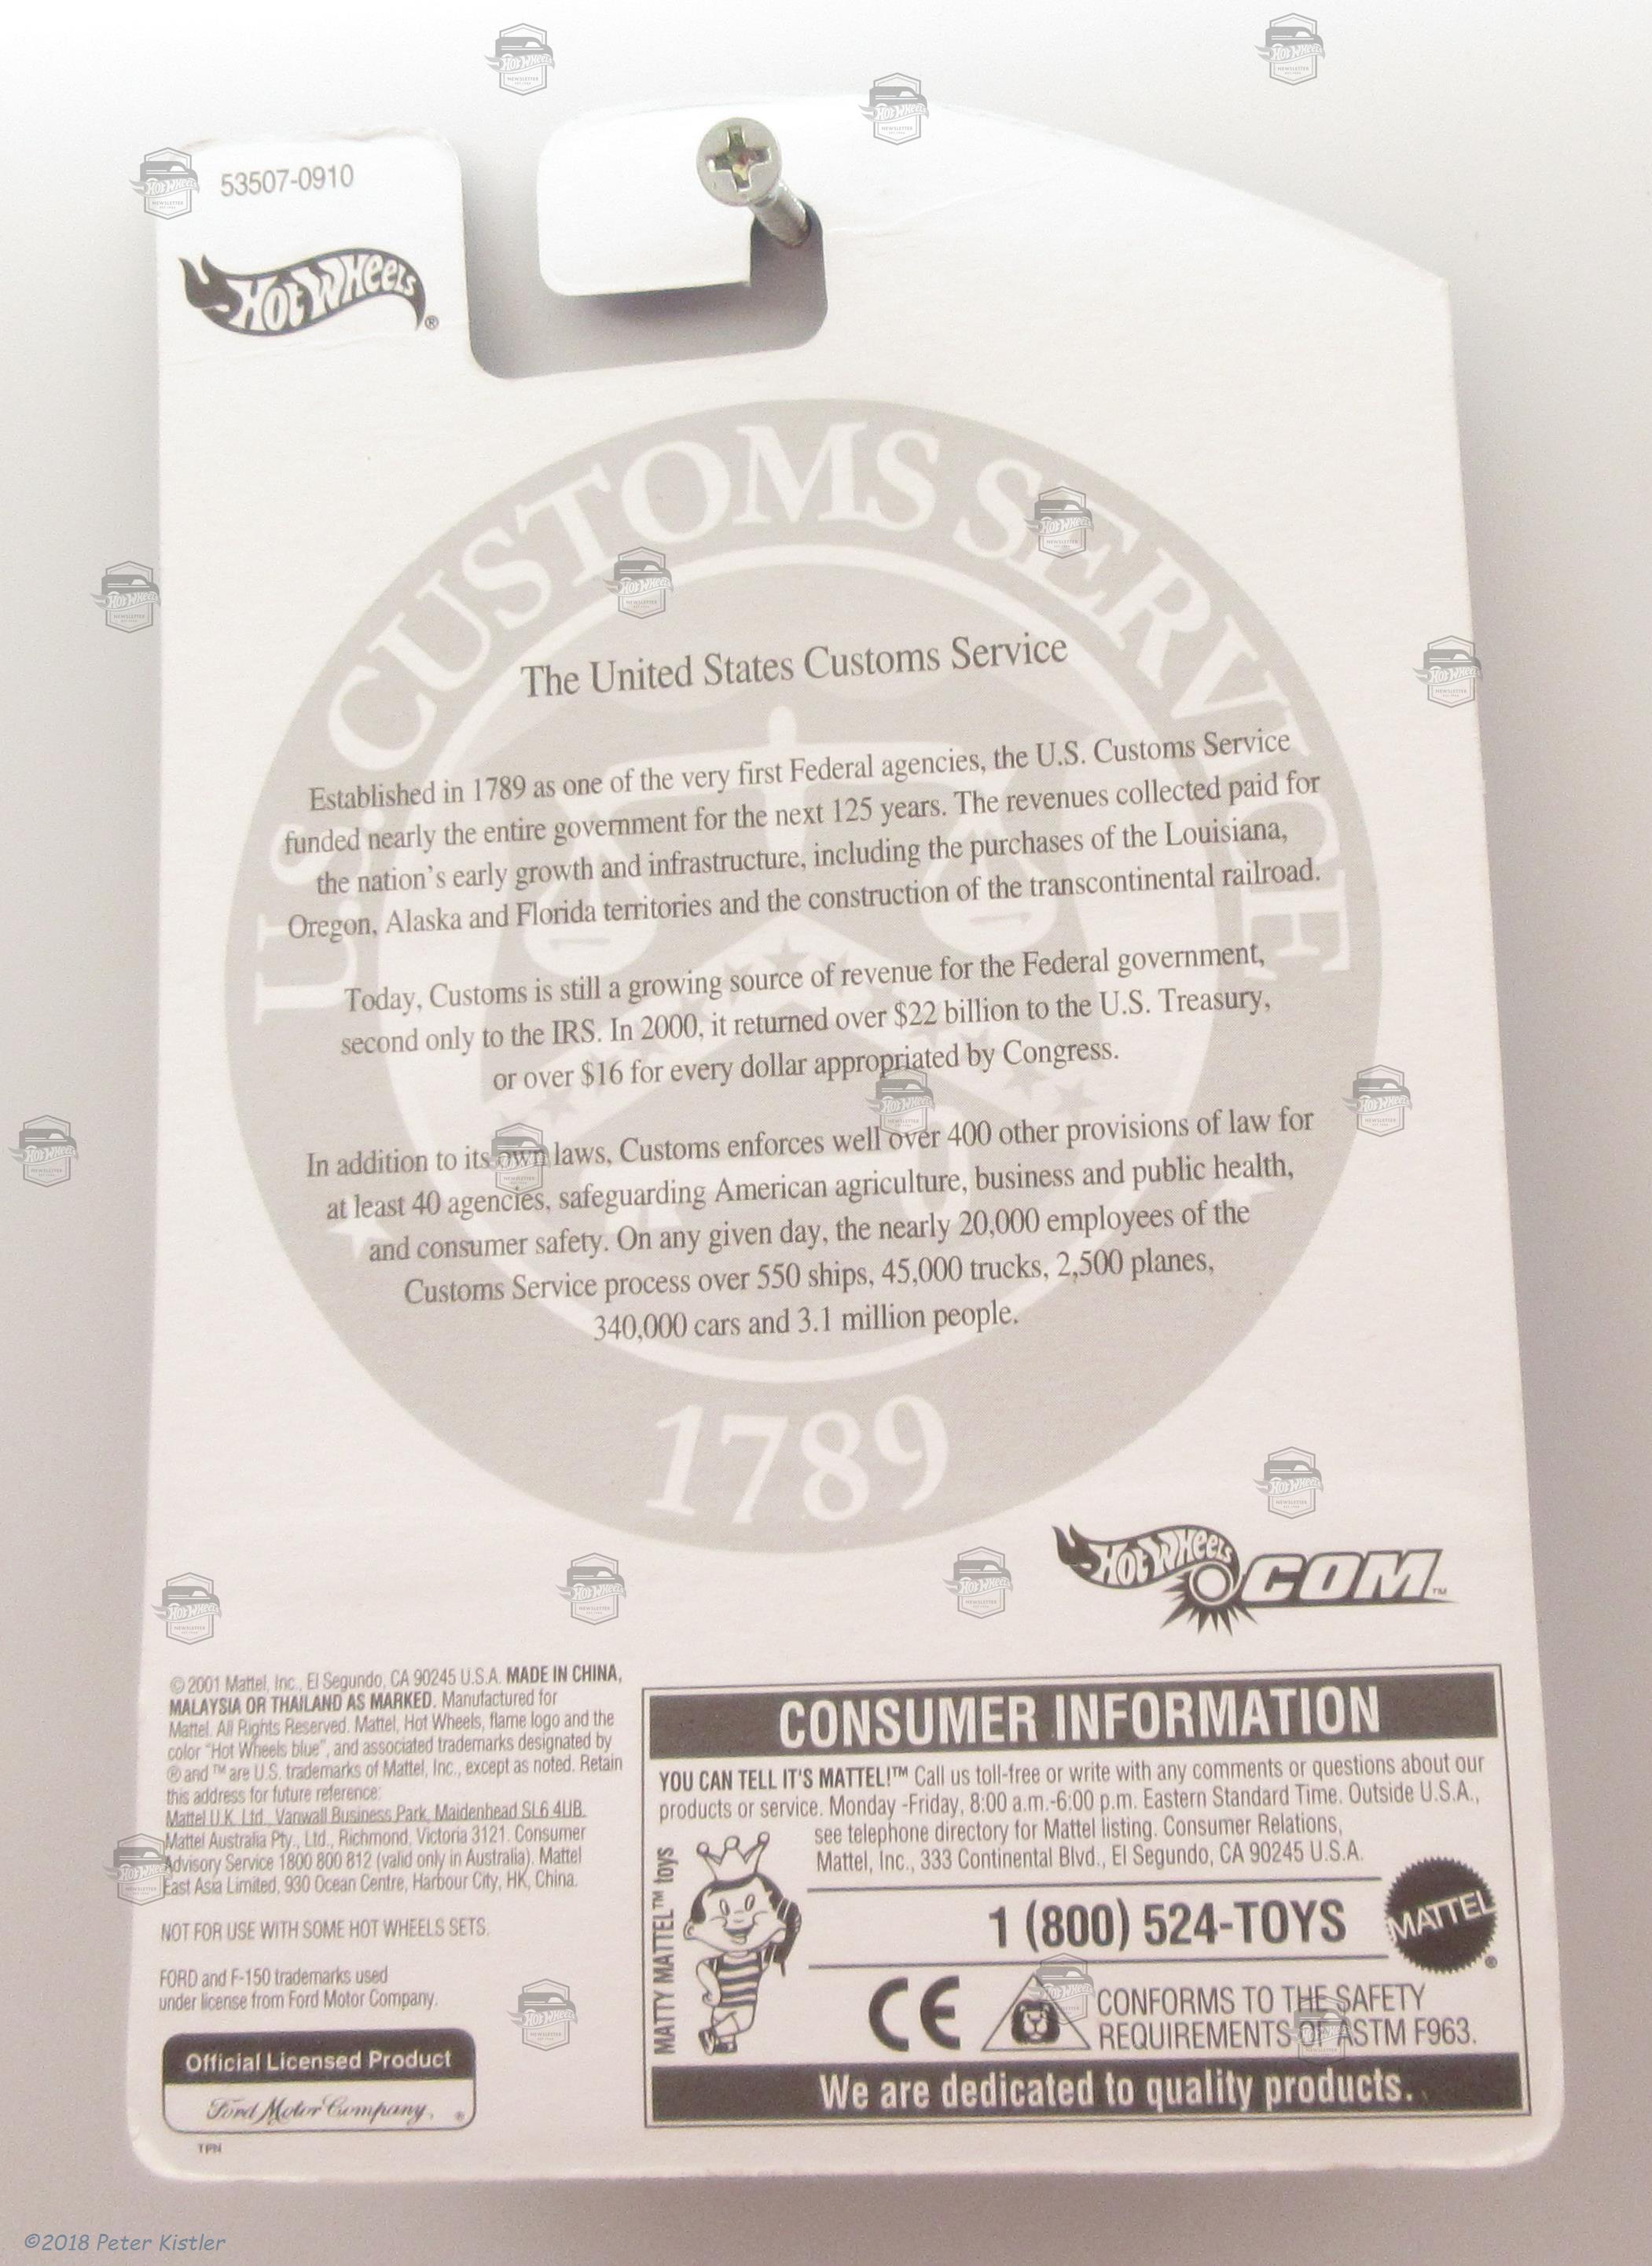 53507-0910
Hot Wheels®
U.S. CUSTOMS SERVICE
The United States Customs Service
Established in 1789 as one of the very first Federal agencies, the U.S. Customs Service
funded nearly the entire government for the next 125 years. The revenues collected paid for
the nation's early growth and infrastructure, including the purchases of the Louisiana,
Oregon, Alaska and Florida territories and the construction of the transcontinental railroad.
Today, Customs is still a growing source of revenue for the Federal government,
second only to the IRS. In 2000, it returned over $22 billion to the U.S. Treasury,
or over $16 for every dollar appropriated by Congress.
In addition to its own laws, Customs enforces well over 400 other provisions of law for
at least 40 agencies, safeguarding American agriculture, business and public health,
and consumer safety. On any given day, the nearly 20,000 employees of the
Customs Service process over 550 ships, 45,000 trucks, 2,500 planes,
340,000 cars and 3.1 million people.
1789
Hot Wheels.COM™
©2001 Mattel, Inc., El Segundo, CA 90245 U.S.A. MADE IN CHINA,
MALAYSIA OR THAILAND AS MARKED. Manufactured for
Mattel. All Rights Reserved. Mattel, Hot Wheels, flame logo and the
color "Hot Wheels blue", and associated trademarks designated by
® and ™ are U.S. trademarks of Mattel, Inc., except as noted. Retain
this address for future reference:
Mattel U.K. Ltd., Vanwall Business Park, Maidenhead SL6 4UB.
Mattel Australia Pty., Ltd., Richmond, Victoria 3121. Consumer
Advisory Service 1800 800 812 (valid only in Australia). Mattel
East Asia Limited, 930 Ocean Centre, Harbour City, HK, China.
NOT FOR USE WITH SOME HOT WHEELS SETS.
FORD and F-150 trademarks used
under license from Ford Motor Company.
Official Licensed Product
Ford Motor Company ®
TPN
CONSUMER INFORMATION
YOU CAN TELL IT'S MATTEL!™ Call us toll-free or write with any comments or questions about our
products or service. Monday -Friday, 8:00 a.m.-6:00 p.m. Eastern Standard Time. Outside U.S.A.,
see telephone directory for Mattel listing. Consumer Relations,
Mattel, Inc., 333 Continental Blvd., El Segundo, CA 90245 U.S.A.
MATTY MATTEL™ toys
1 (800) 524-TOYS
MATTEL®
CE
CONFORMS TO THE SAFETY
REQUIREMENTS OF ASTM F963.
We are dedicated to quality products.
©2018 Peter Kistler